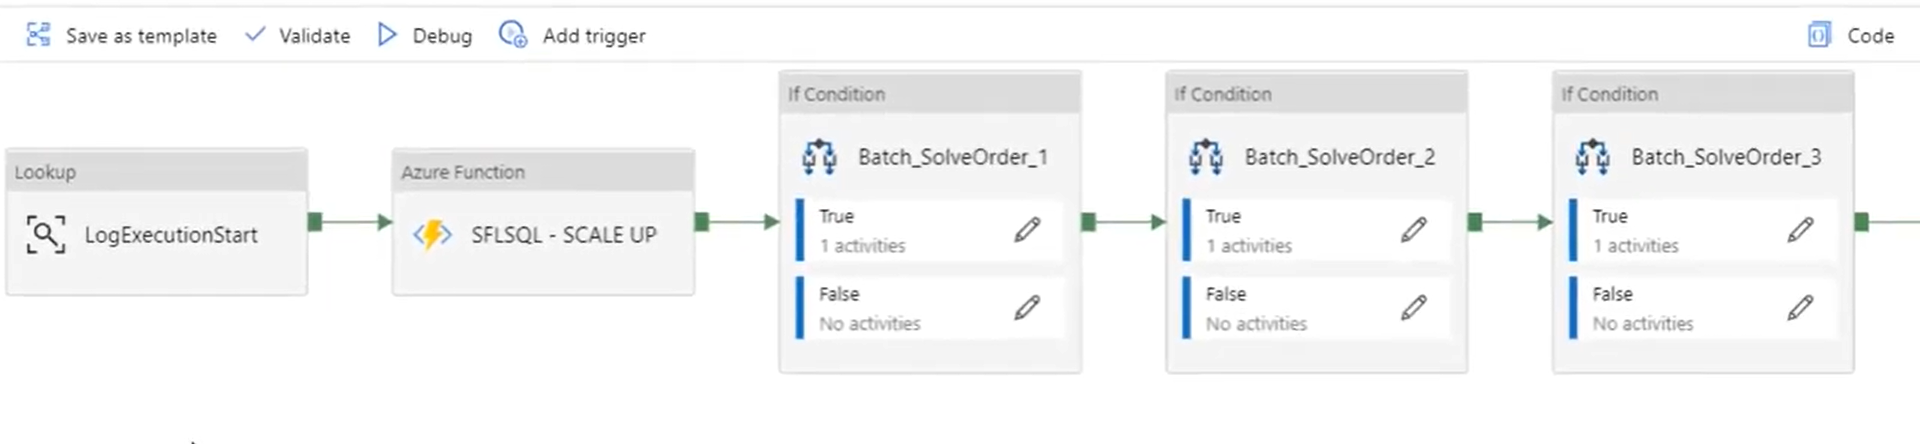 Save as template Validate Debug Add trigger Code
Lookup
LogExecutionStart
Azure Function
SFLSQL - SCALE UP
If Condition
Batch_SolveOrder_1
True
1 activities
False
No activities
If Condition
Batch_SolveOrder_2
True
1 activities
False
No activities
If Condition
Batch_SolveOrder_3
True
1 activities
False
No activities